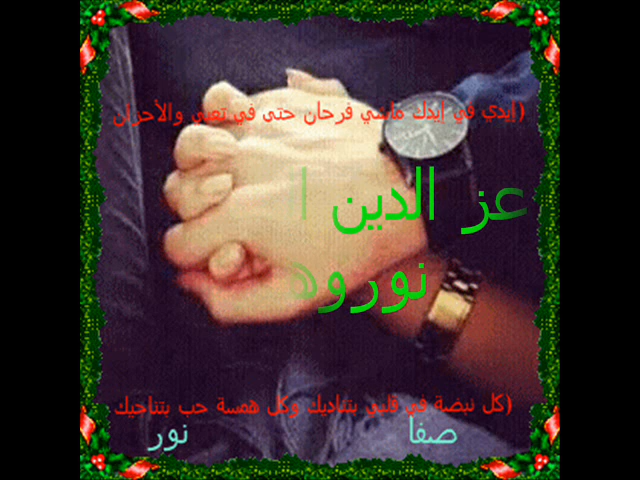 (إيدي في إيدك ماشي فرحان حتى في تعبي والأحزان
عز الدين ا
نوروه
(كل نبضة في قلبي بتناديك وكل همسة حب بتناجيك
صفا نور